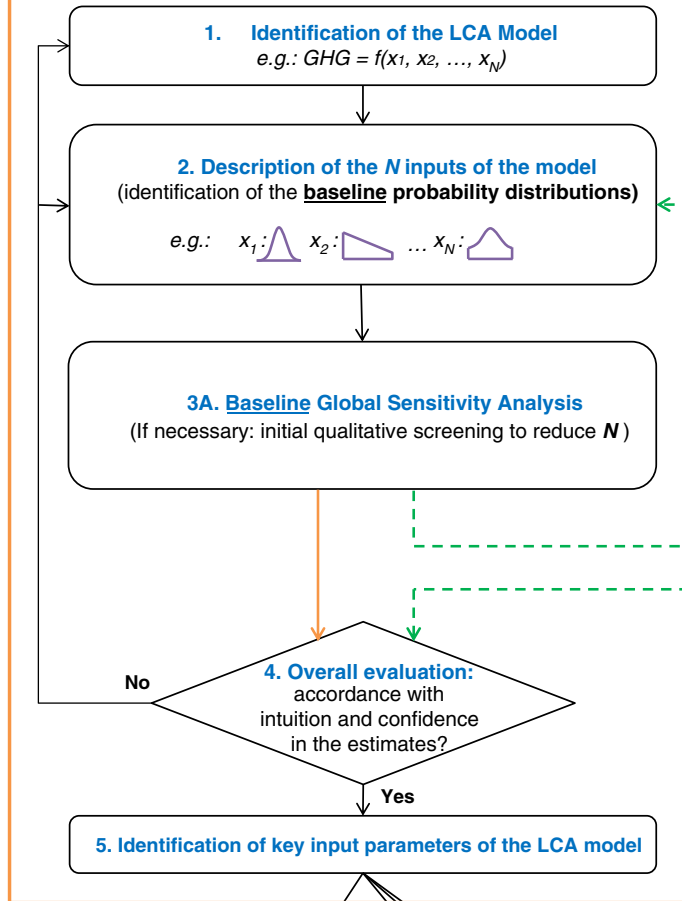 1. Identification of the LCA Model
e.g.: GHG = f(x1, x2, …, xN)
2. Description of the N inputs of the model
(identification of the baseline probability distributions)
e.g.: x1: x2: … xN:
3A. Baseline Global Sensitivity Analysis
(If necessary: initial qualitative screening to reduce N )
4. Overall evaluation:
accordance with
intuition and confidence
in the estimates?
No
Yes
5. Identification of key input parameters of the LCA model